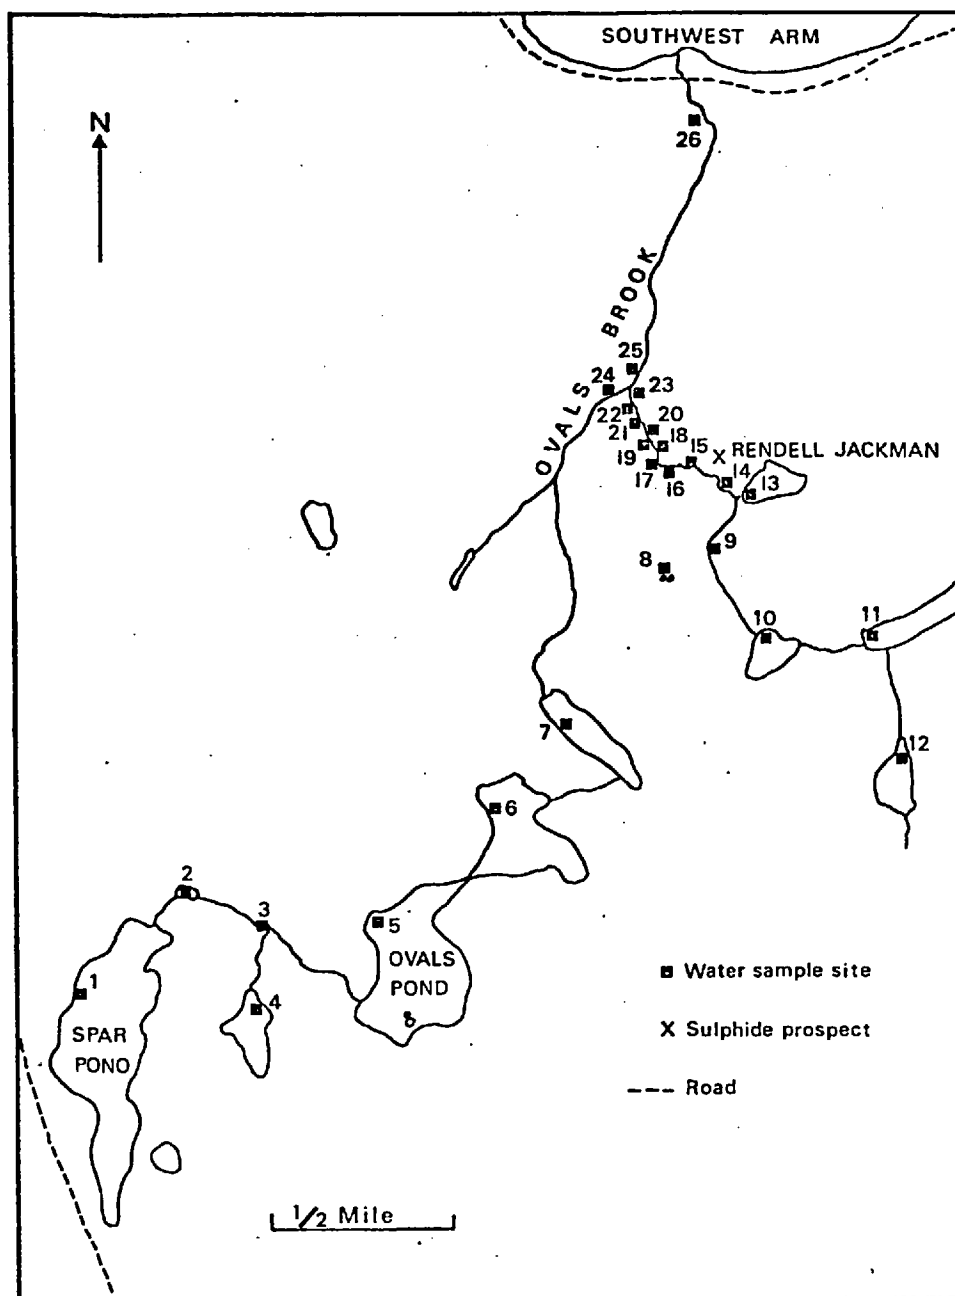 SOUTHWEST ARM
N
26
OVALS BROOK
25
24
23
22
20
21
18
19
15
X RENDELL JACKMAN
17
16
14
13
9
8
10
11
7
12
6
2
3
5
OVALS
POND
1
4
SPAR
POND
Water sample site
X Sulphide prospect
--- Road
1/2 Mile